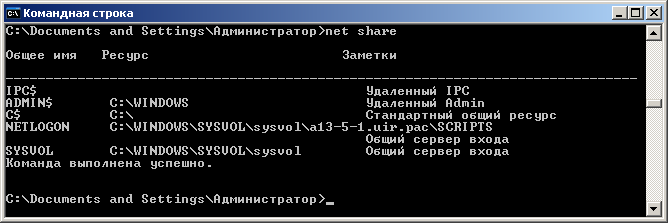 Командная строка
C:\Documents and Settings\Администратор>net share
Общее имя   Ресурс                        Заметки
-------------------------------------------------------------------------------
IPC$                                         Удаленный IPC
ADMIN$       C:\WINDOWS                      Удаленный Admin
C$           C:\                             Стандартный общий ресурс
NETLOGON     C:\WINDOWS\SYSVOL\sysvol\a13-5-1.uir.pac\SCRIPTS
                                             Общий сервер входа
SYSVOL       C:\WINDOWS\SYSVOL\sysvol        Общий сервер входа
Команда выполнена успешно.
C:\Documents and Settings\Администратор>_